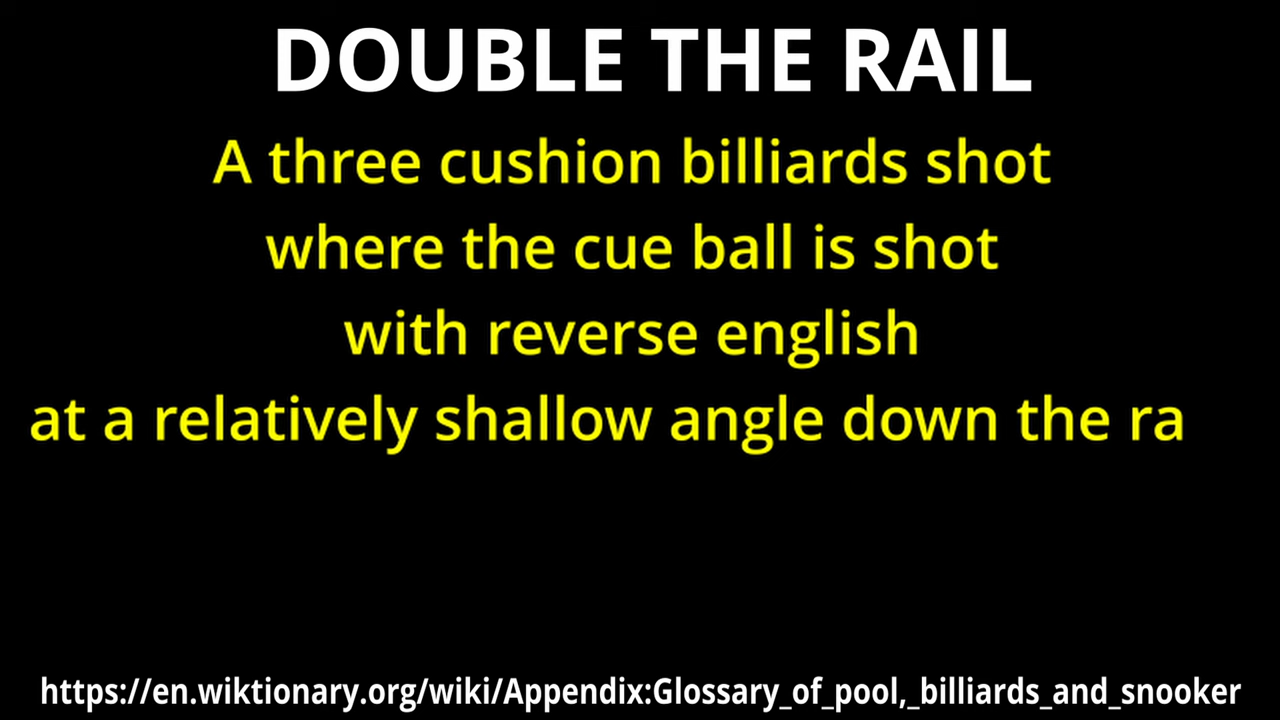 DOUBLE THE RAIL
A three cushion billiards shot
where the cue ball is shot
with reverse english
at a relatively shallow angle down the ra
https://en.wiktionary.org/wiki/Appendix:Glossary_of_pool,_billiards_and_snooker